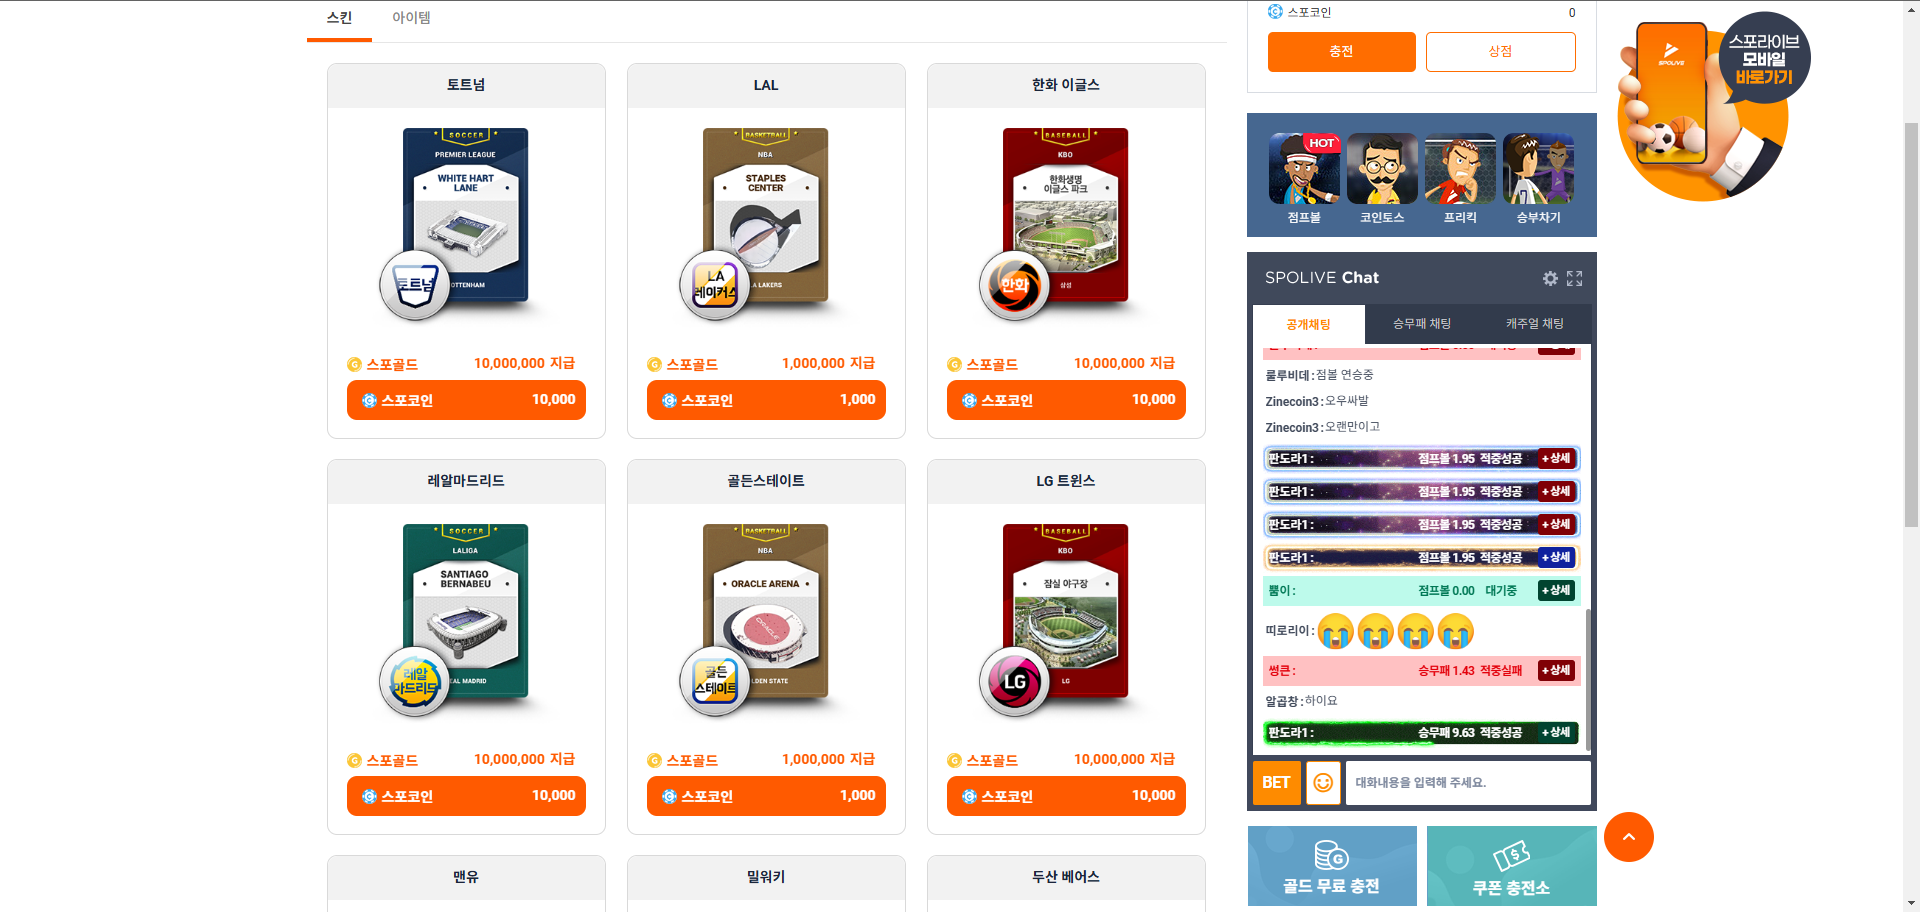 스킨
아이템
토트넘
SOCCER
PREMIER LEAGUE
WHITE HART
LANE
토트넘
스포골드
10,000,000 지급
스포코인
10,000
LAL
BASKETBALL
NBA
STAPLES
CENTER
LA
레이커스
LAKERS
스포골드
1,000,000 지급
스포코인
1,000
한화 이글스
BASEBALL
KBO
한화생명
이글스 파크
한화
삼성
스포골드
10,000,000 지급
스포코인
10,000
레알마드리드
SOCCER
LALIGA
SANTIAGO
BERNABEU
레알
마드리드
EAL MADRID
스포골드
10,000,000 지급
스포코인
10,000
골든스테이트
BASKETBALL
NBA
ORACLE ARENA
ORACLE
골든
스테이트
LDEN STATE
스포골드
1,000,000 지급
스포코인
1,000
LG 트윈스
BASEBALL
KBO
잠실 야구장
LG
LG
스포골드
10,000,000 지급
스포코인
10,000
맨유
밀워키
두산 베어스
스포코인
0
충전
상점
HOT
점프볼
코인토스
프리킥
승부차기
SPOLIVE Chat
공개채팅
승무패 채팅
캐주얼 채팅
룰루비데 : 점볼 연승중
Zinecoin3 : 오우싸발
Zinecoin3 : 오랜만이고
판도라1 : 점프볼 1.95 적중성공 +상세
판도라1 : 점프볼 1.95 적중성공 +상세
판도라1 : 점프볼 1.95 적중성공 +상세
판도라1 : 점프볼 1.95 적중성공 +상세
뿜이 : 점프볼 0.00 대기중 +상세
띠로리이 : 😭😭😭😭
썽큰 : 승무패 1.43 적중실패 +상세
알곱창 : 하이요
판도라1 : 승무패 9.63 적중성공 +상세
BET
대화내용을 입력해 주세요.
골드 무료 충전
쿠폰 충전소
SPOLIVE
스포라이브
모바일
바로가기